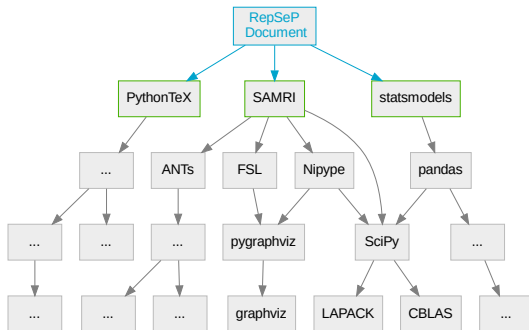 RepSeP
Document
PythonTeX
SAMRI
statsmodels
...
ANTs
FSL
Nipype
pandas
...
...
...
pygraphviz
SciPy
...
...
...
...
graphviz
LAPACK
CBLAS
...